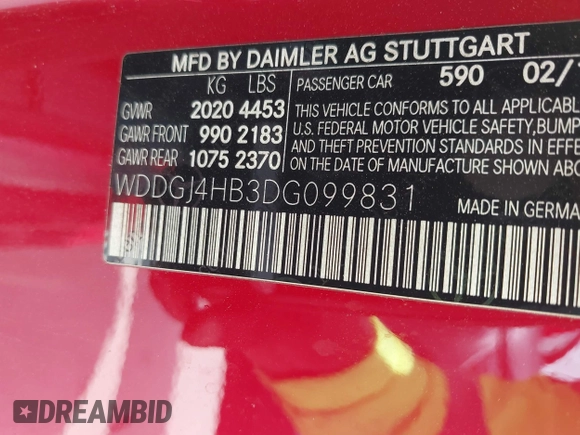 MFD BY DAIMLER AG STUTTGART
KG LBS PASSENGER CAR 590 02/1
GVWR 2020 4453
GAWR FRONT 990 2183
GAWR REAR 1075 2370
THIS VEHICLE CONFORMS TO ALL APPLICABL
U.S. FEDERAL MOTOR VEHICLE SAFETY, BUMP
AND THEFT PREVENTION STANDARDS IN EFFE
ON THE DATE OF MANUFACTURE SHOWN ABO
WDDGJ4HB3DG099831 MADE IN GERMAN
DREAMBID